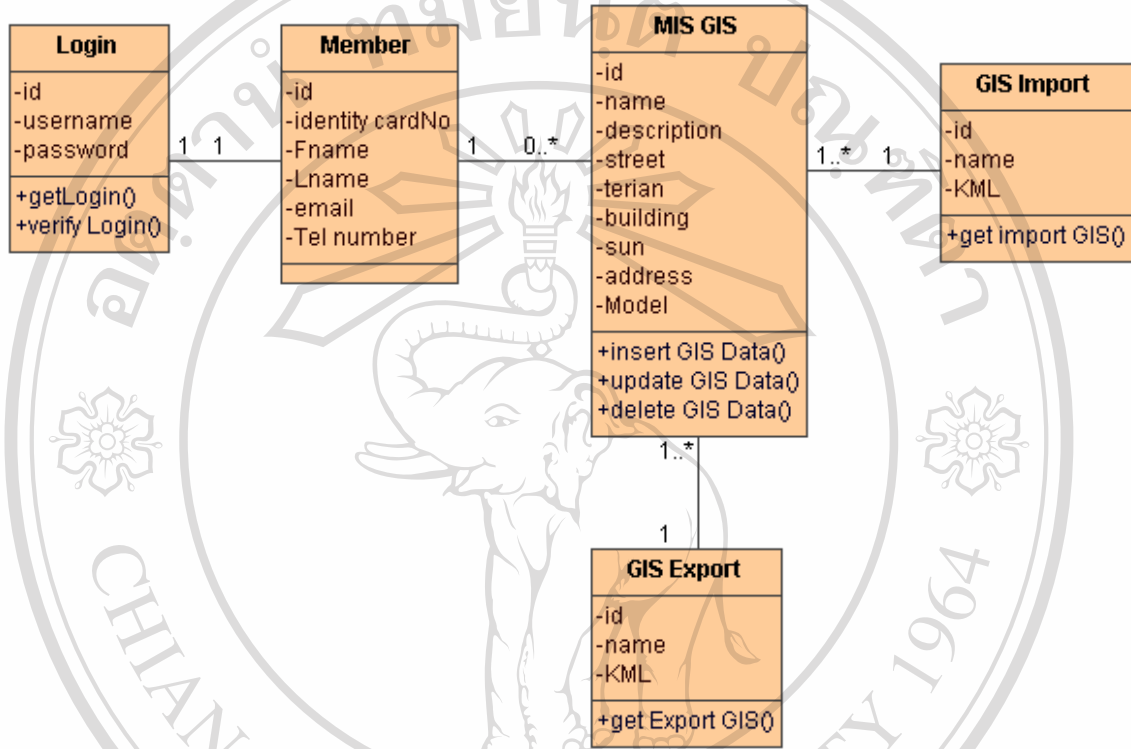 Login
-id
-username
-password
+getLogin()
+verify Login()
1 1
Member
-id
-identity cardNo
-Fname
-Lname
-email
-Tel number
1 0..*
MIS GIS
-id
-name
-description
-street
-terian
-building
-sun
-address
-Model
+insert GIS Data()
+update GIS Data()
+delete GIS Data()
1..* 1
GIS Import
-id
-name
-KML
+get import GIS()
1..*
1
GIS Export
-id
-name
-KML
+get Export GIS()
1964